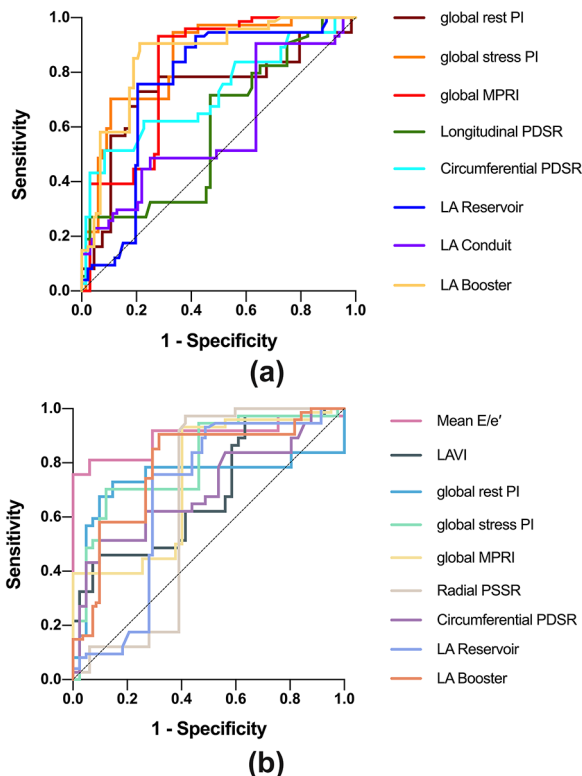 1.0
0.8
0.6
0.4
0.2
0.0
Sensitivity
0.0 0.2 0.4 0.6 0.8 1.0
1 - Specificity
global rest PI
global stress PI
global MPRI
Longitudinal PDSR
Circumferential PDSR
LA Reservoir
LA Conduit
LA Booster
(a)
1.0
0.8
0.6
0.4
0.2
0.0
Sensitivity
0.0 0.2 0.4 0.6 0.8 1.0
1 - Specificity
Mean E/e′
LAVI
global rest PI
global stress PI
global MPRI
Radial PSSR
Circumferential PDSR
LA Reservoir
LA Booster
(b)